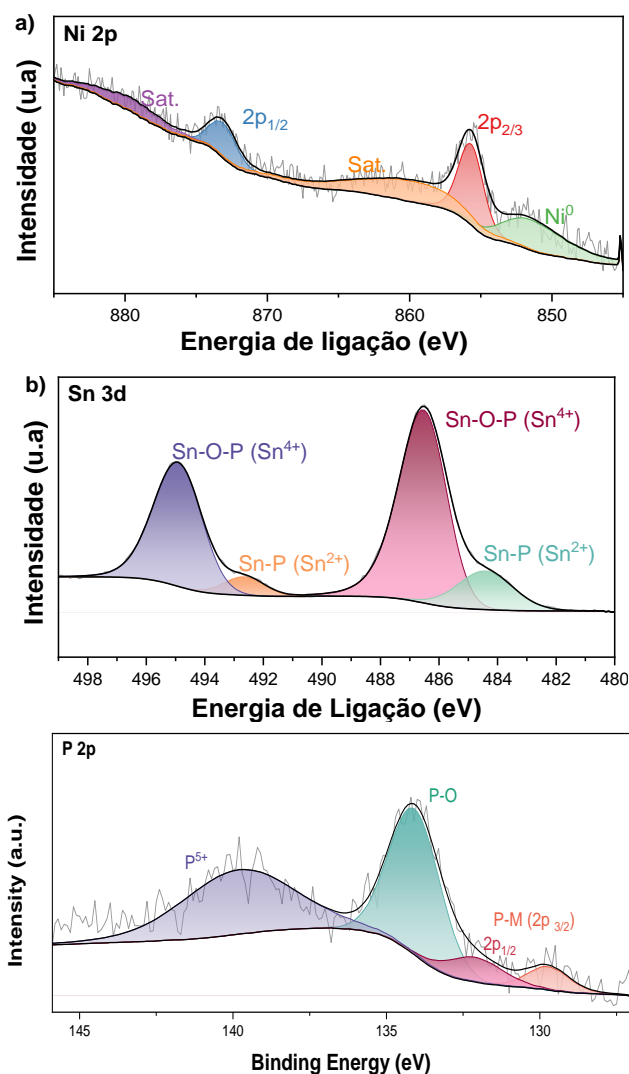 a)
Ni 2p
Sat.
2p1/2
Sat
2p2/3
Ni⁰
Intensidade (u.a)
880 870 860 850
Energia de ligação (eV)
b)
Sn 3d
Sn-O-P (Sn⁴⁺)
Sn-O-P (Sn⁴⁺)
Sn-P (Sn²⁺)
Sn-P (Sn²⁺)
Intensidade (u.a)
498 496 494 492 490 488 486 484 482 480
Energia de Ligação (eV)
P 2p
P-O
P⁵⁺
P-M (2p 3/2)
2p1/2
Intensity (a.u.)
145 140 135 130
Binding Energy (eV)